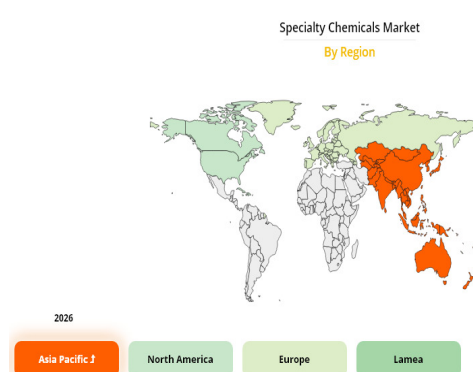 Specialty Chemicals Market
By Region
2026
Asia Pacific ⤴
North America
Europe
Lamea